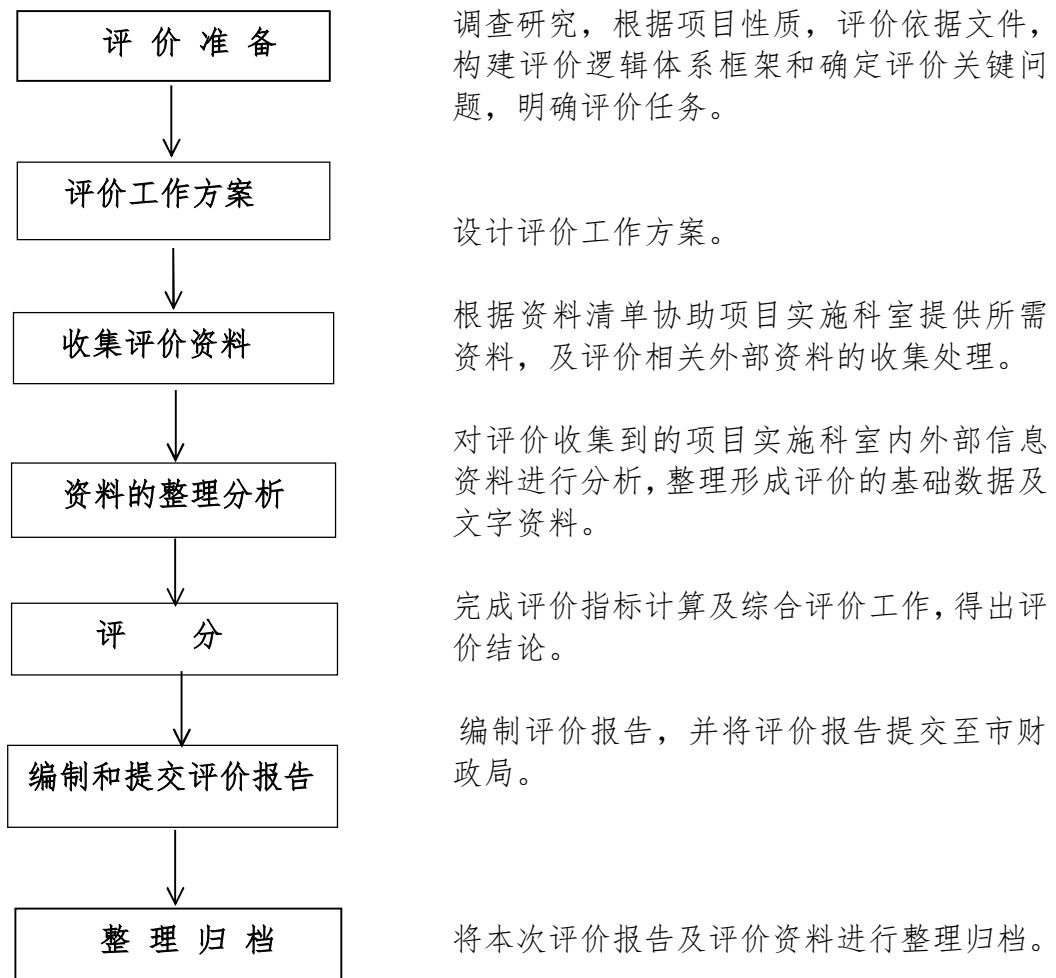 评 价 准 备
调查研究，根据项目性质，评价依据文件，
构建评价逻辑体系框架和确定评价关键问
题，明确评价任务。
评价工作方案
设计评价工作方案。
收集评价资料
根据资料清单协助项目实施科室提供所需
资料，及评价相关外部资料的收集处理。
资料的整理分析
对评价收集到的项目实施科室内外部信息
资料进行分析，整理形成评价的基础数据及
文字资料。
评 分
完成评价指标计算及综合评价工作，得出评
价结论。
编制和提交评价报告
编制评价报告，并将评价报告提交至市财
政局。
整 理 归 档
将本次评价报告及评价资料进行整理归档。